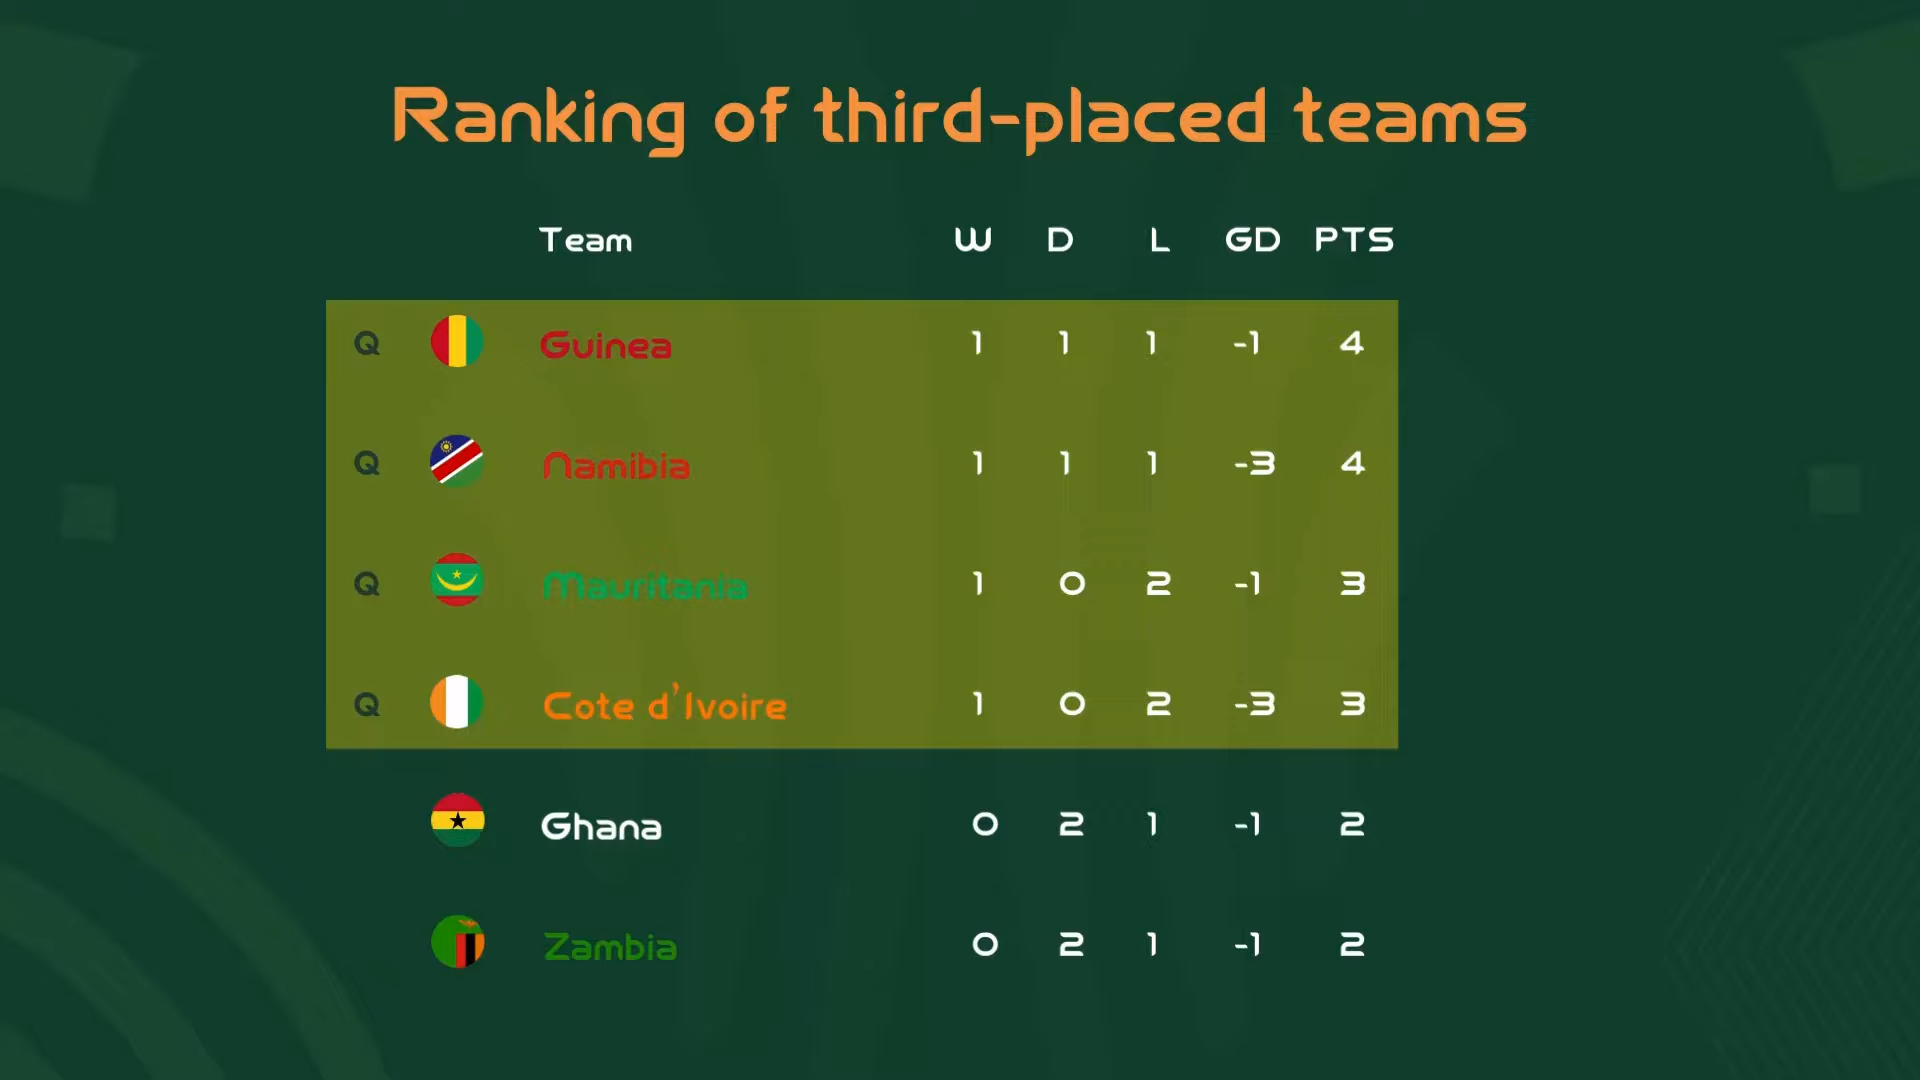 Ranking of third-placed teams
Team W D L GD PTS
Q Guinea 1 1 1 -1 4
Q Namibia 1 1 1 -3 4
Q Mauritania 1 0 2 -1 3
Q Cote d'Ivoire 1 0 2 -3 3
Ghana 0 2 1 -1 2
Zambia 0 2 1 -1 2